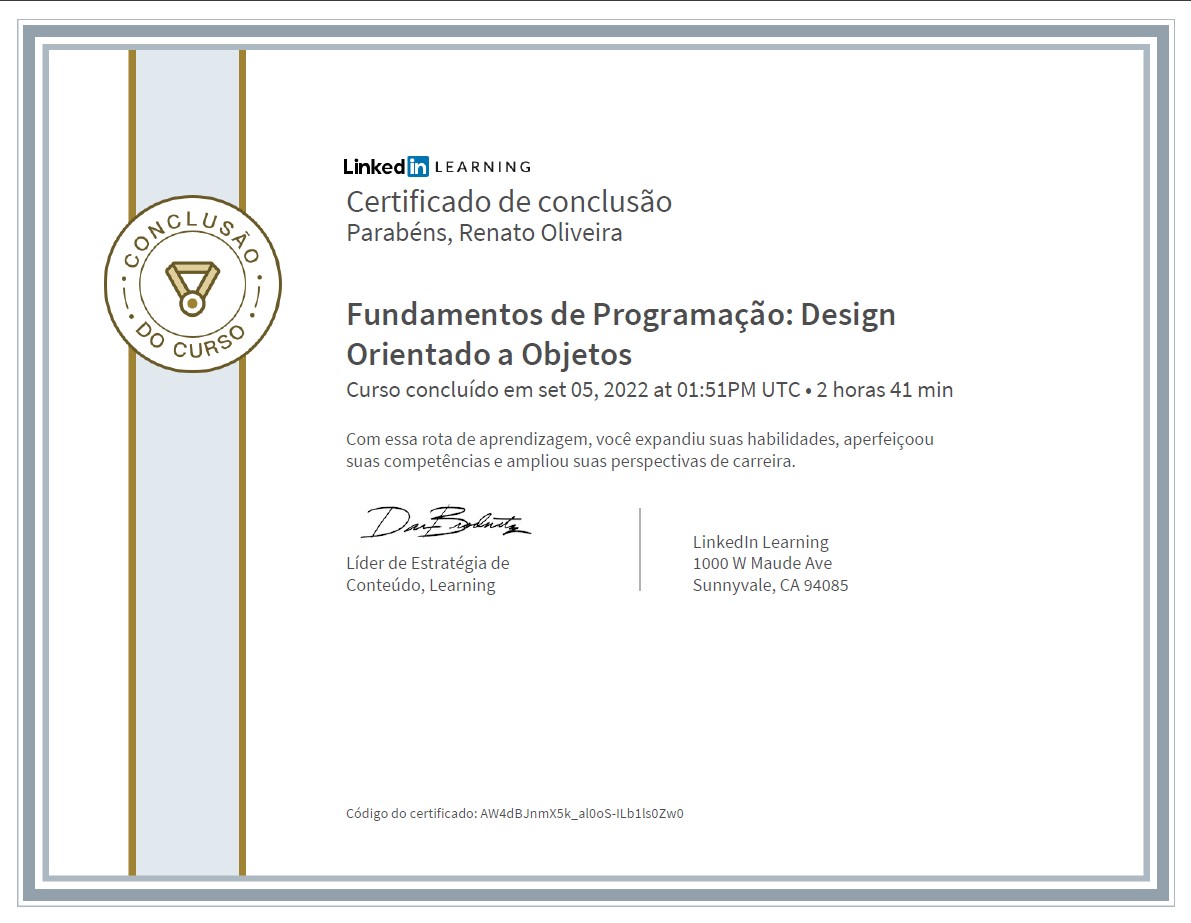 LinkedIn LEARNING
Certificado de conclusão
Parabéns, Renato Oliveira
CONCLUSÃO
DO CURSO
Fundamentos de Programação: Design
Orientado a Objetos
Curso concluído em set 05, 2022 at 01:51PM UTC • 2 horas 41 min
Com essa rota de aprendizagem, você expandiu suas habilidades, aperfeiçoou
suas competências e ampliou suas perspectivas de carreira.
Líder de Estratégia de
Conteúdo, Learning
LinkedIn Learning
1000 W Maude Ave
Sunnyvale, CA 94085
Código do certificado: AW4dBJnmX5k_al0oS-ILb1ls0Zw0